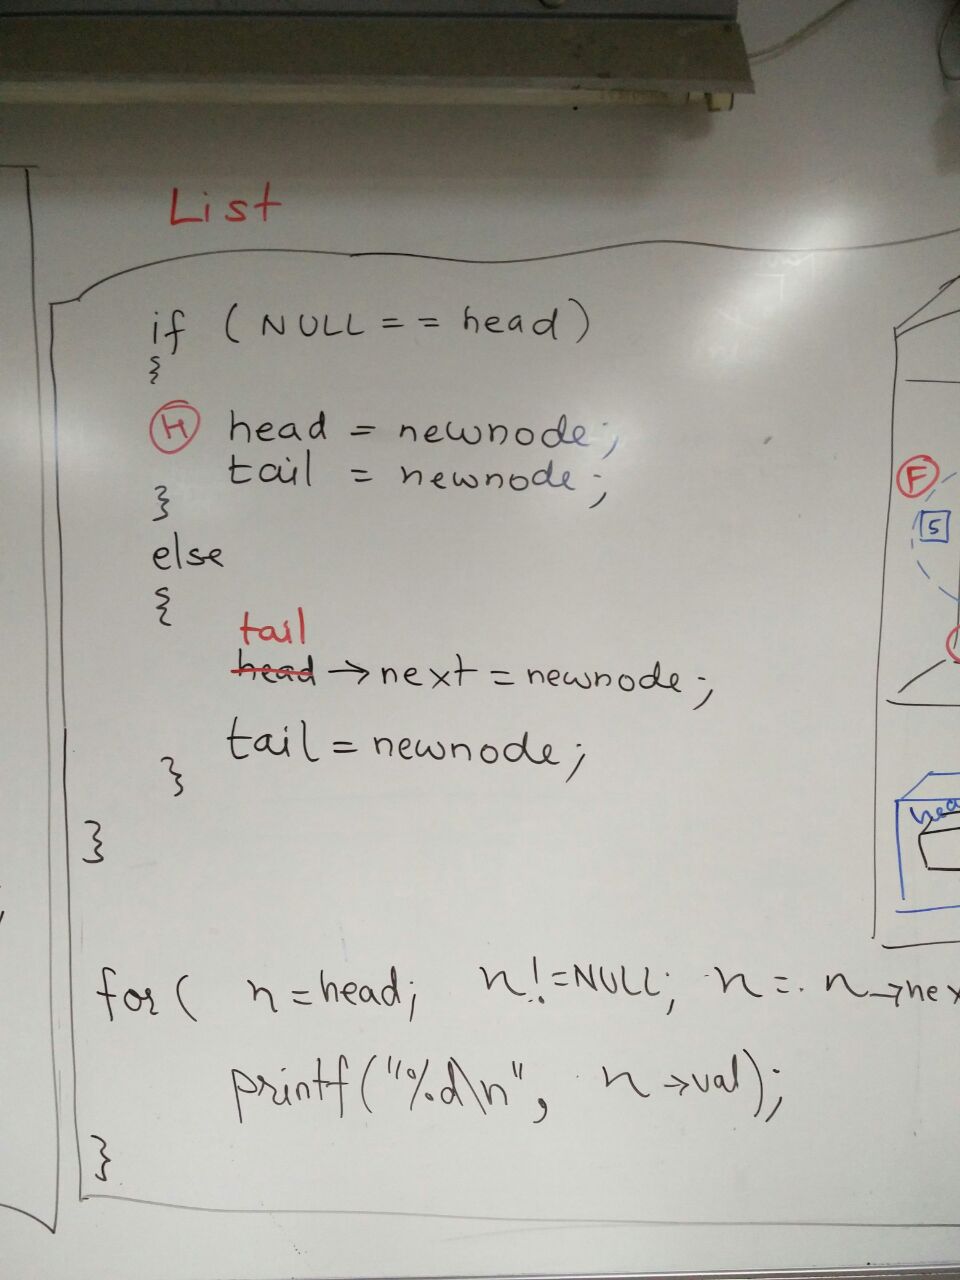 List
if ( NULL == head )
{
H head = newnode;
tail = newnode;
}
else
{
tail
head → next = newnode;
tail = newnode;
}
}
for( n = head; n != NULL; n = n → nex
printf("%d\n", n → val);
}
F
5
hea